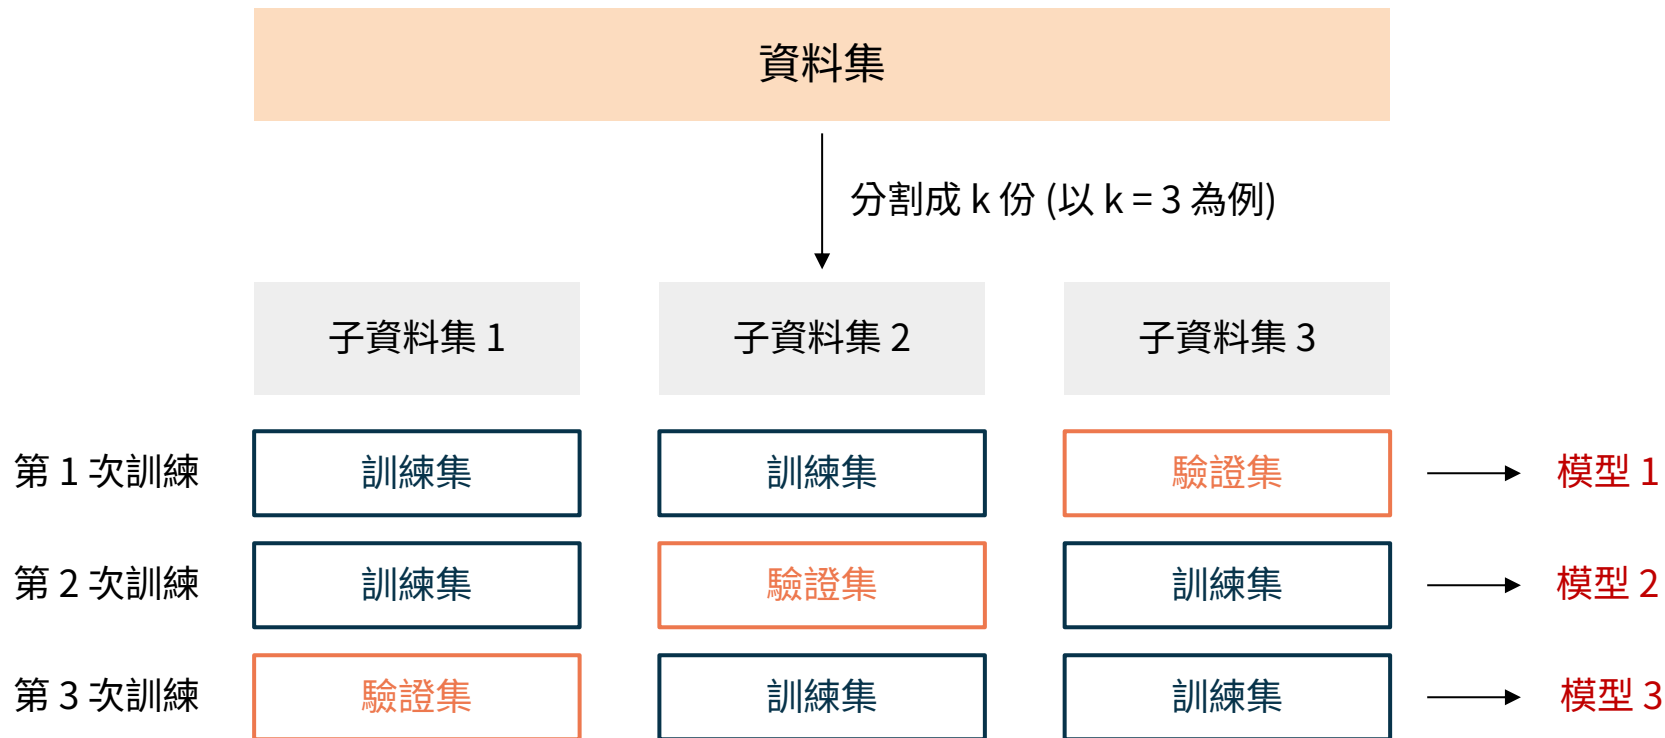 資料集
分割成 k 份 (以 k = 3 為例)
子資料集 1 子資料集 2 子資料集 3
第 1 次訓練 訓練集 訓練集 驗證集 模型 1
第 2 次訓練 訓練集 驗證集 訓練集 模型 2
第 3 次訓練 驗證集 訓練集 訓練集 模型 3